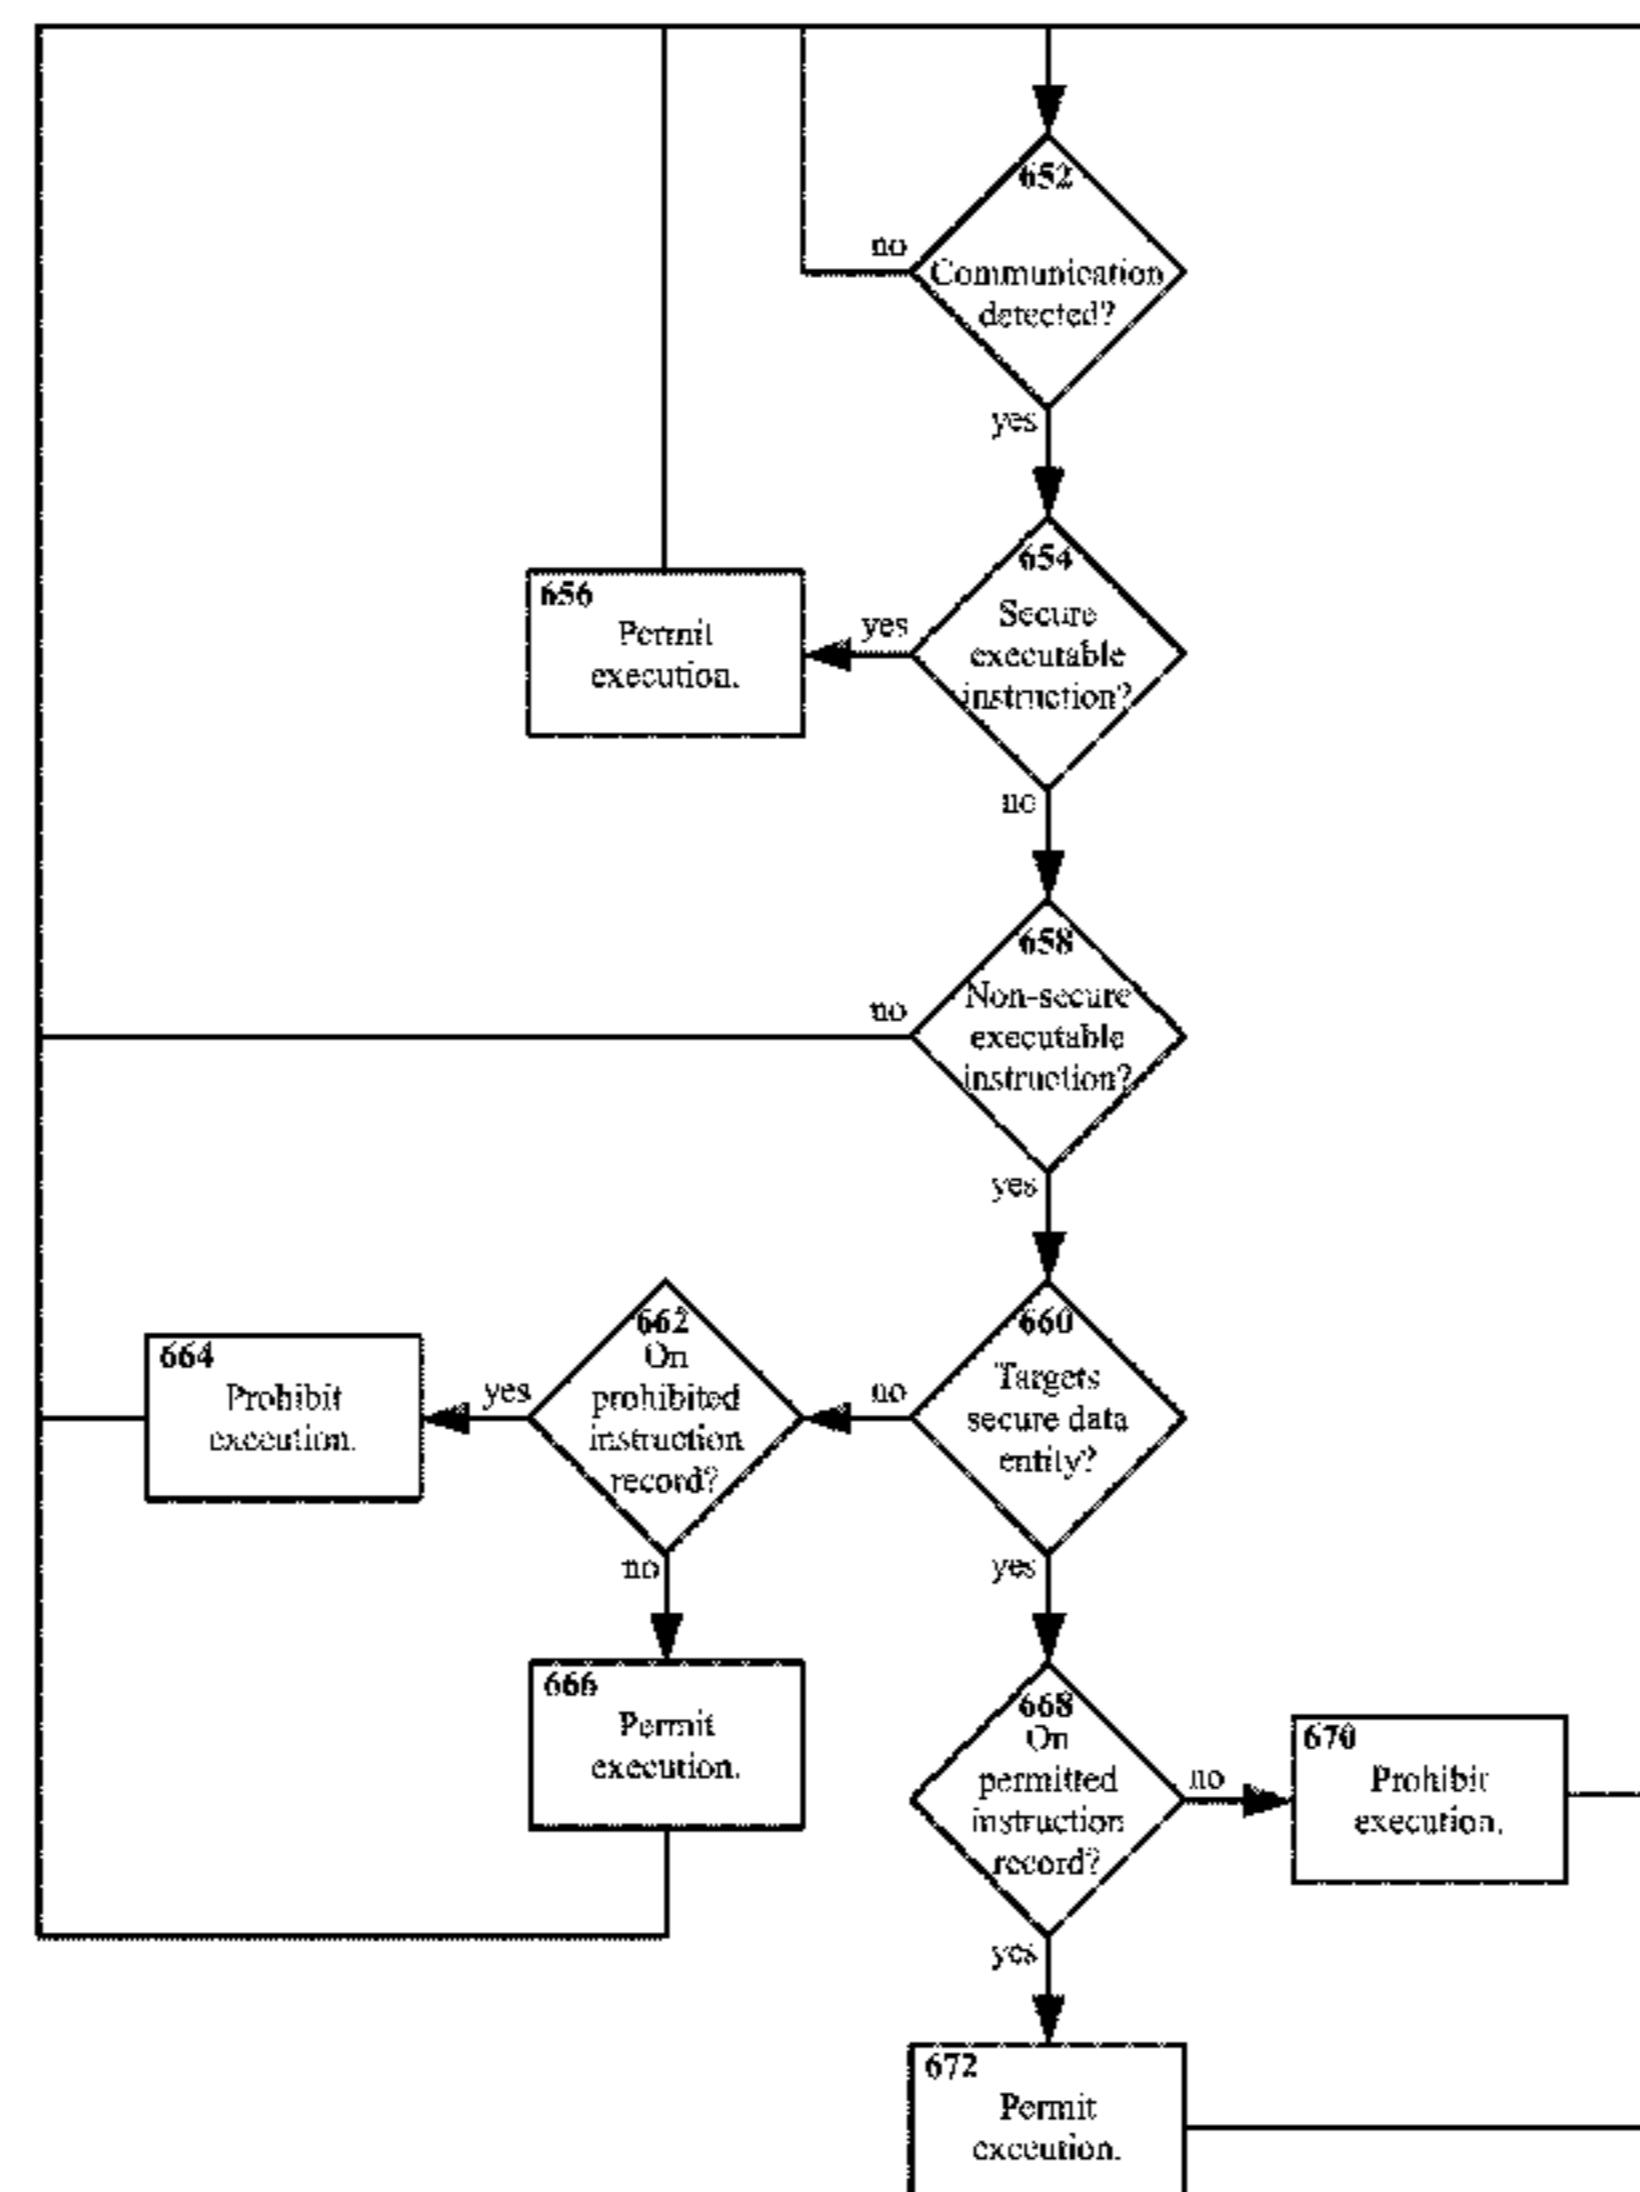 652
no
Communication
detected?
yes
654
656
Permit
execution.
yes
Secure
executable
instruction?
no
658
no
Non-secure
executable
instruction?
yes
660
Targets
secure data
entity?
no
662
On
prohibited
instruction
record?
yes
664
Prohibit
execution.
no
yes
666
Permit
execution.
668
On
permitted
instruction
record?
no
670
Prohibit
execution.
yes
672
Permit
execution.